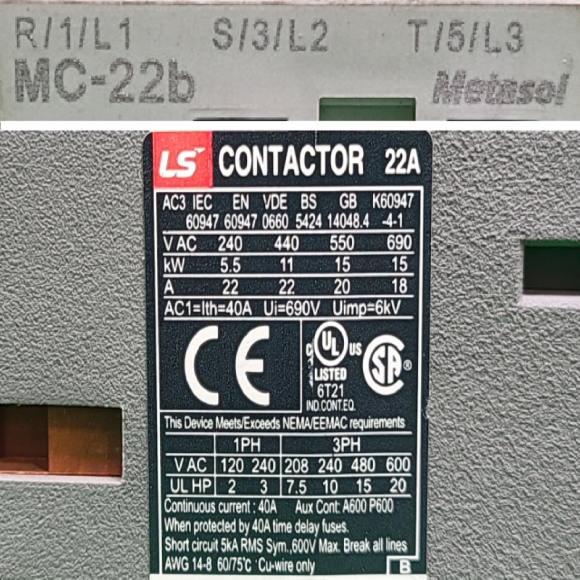 R/1/L1 S/3/L2 T/5/L3
MC-22b Metasol
LS CONTACTOR 22A
AC3 IEC EN VDE BS GB K60947
60947 60947 0660 5424 14048.4 -4-1
V AC 240 440 550 690
kW 5.5 11 15 15
A 22 22 20 18
AC1=Ith=40A Ui=690V Uimp=6kV
CE
C UL US
LISTED
6T21
IND.CONT.EQ.
SA ®
This Device Meets/Exceeds NEMA/EEMAC requirements
1PH 3PH
V AC 120 240 208 240 480 600
UL HP 2 3 7.5 10 15 20
Continuous current : 40A Aux Cont: A600 P600
When protected by 40A time delay fuses.
Short circuit 5kA RMS Sym.,600V Max. Break all lines
AWG 14-8 60/75℃ Cu-wire only B